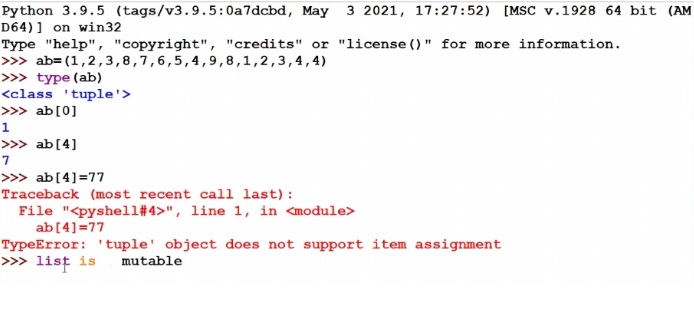 Python 3.9.5 (tags/v3.9.5:0a7dcbd, May  3 2021, 17:27:52) [MSC v.1928 64 bit (AM
D64)] on win32
Type "help", "copyright", "credits" or "license()" for more information.
>>> ab=(1,2,3,8,7,6,5,4,9,8,1,2,3,4,4)
>>> type(ab)
<class 'tuple'>
>>> ab[0]
1
>>> ab[4]
7
>>> ab[4]=77
Traceback (most recent call last):
  File "<pyshell#4>", line 1, in <module>
    ab[4]=77
TypeError: 'tuple' object does not support item assignment
>>> list is   mutable